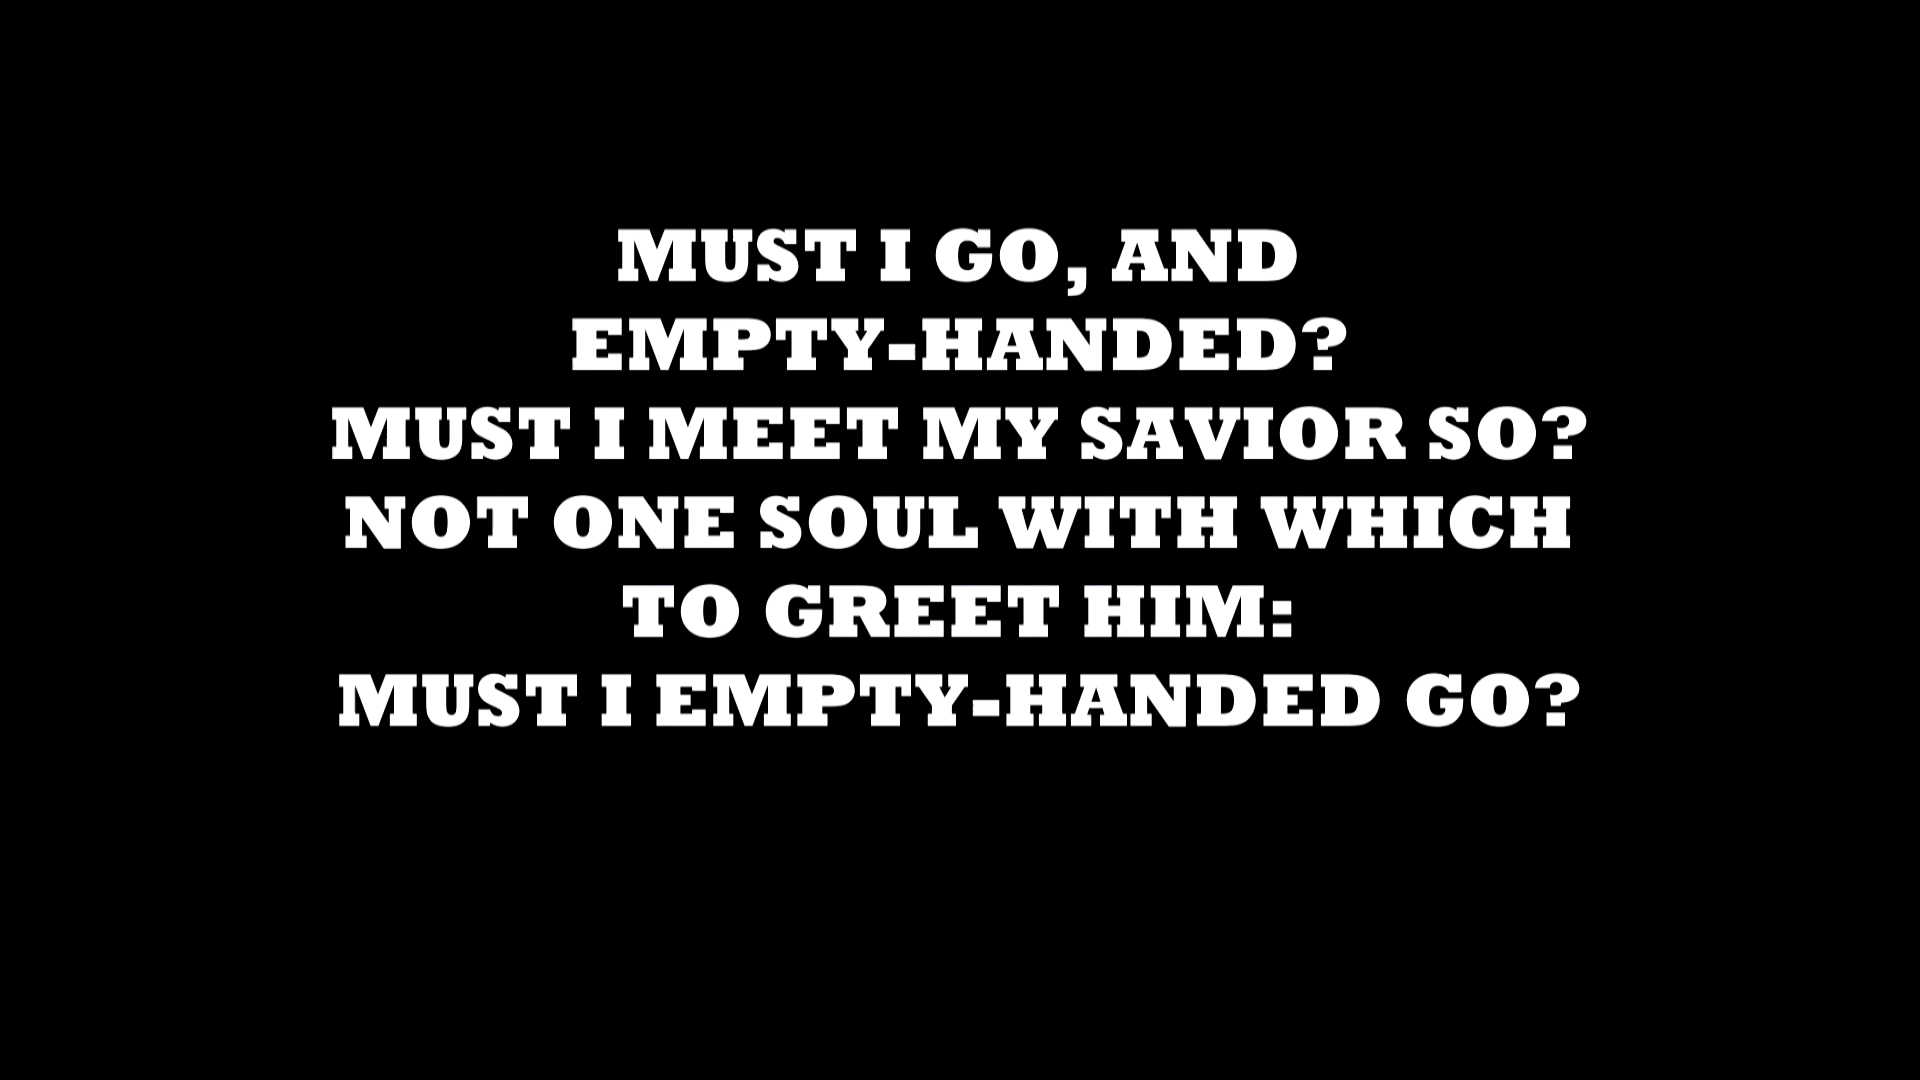 MUST I GO, AND
EMPTY-HANDED?
MUST I MEET MY SAVIOR SO?
NOT ONE SOUL WITH WHICH
TO GREET HIM:
MUST I EMPTY-HANDED GO?